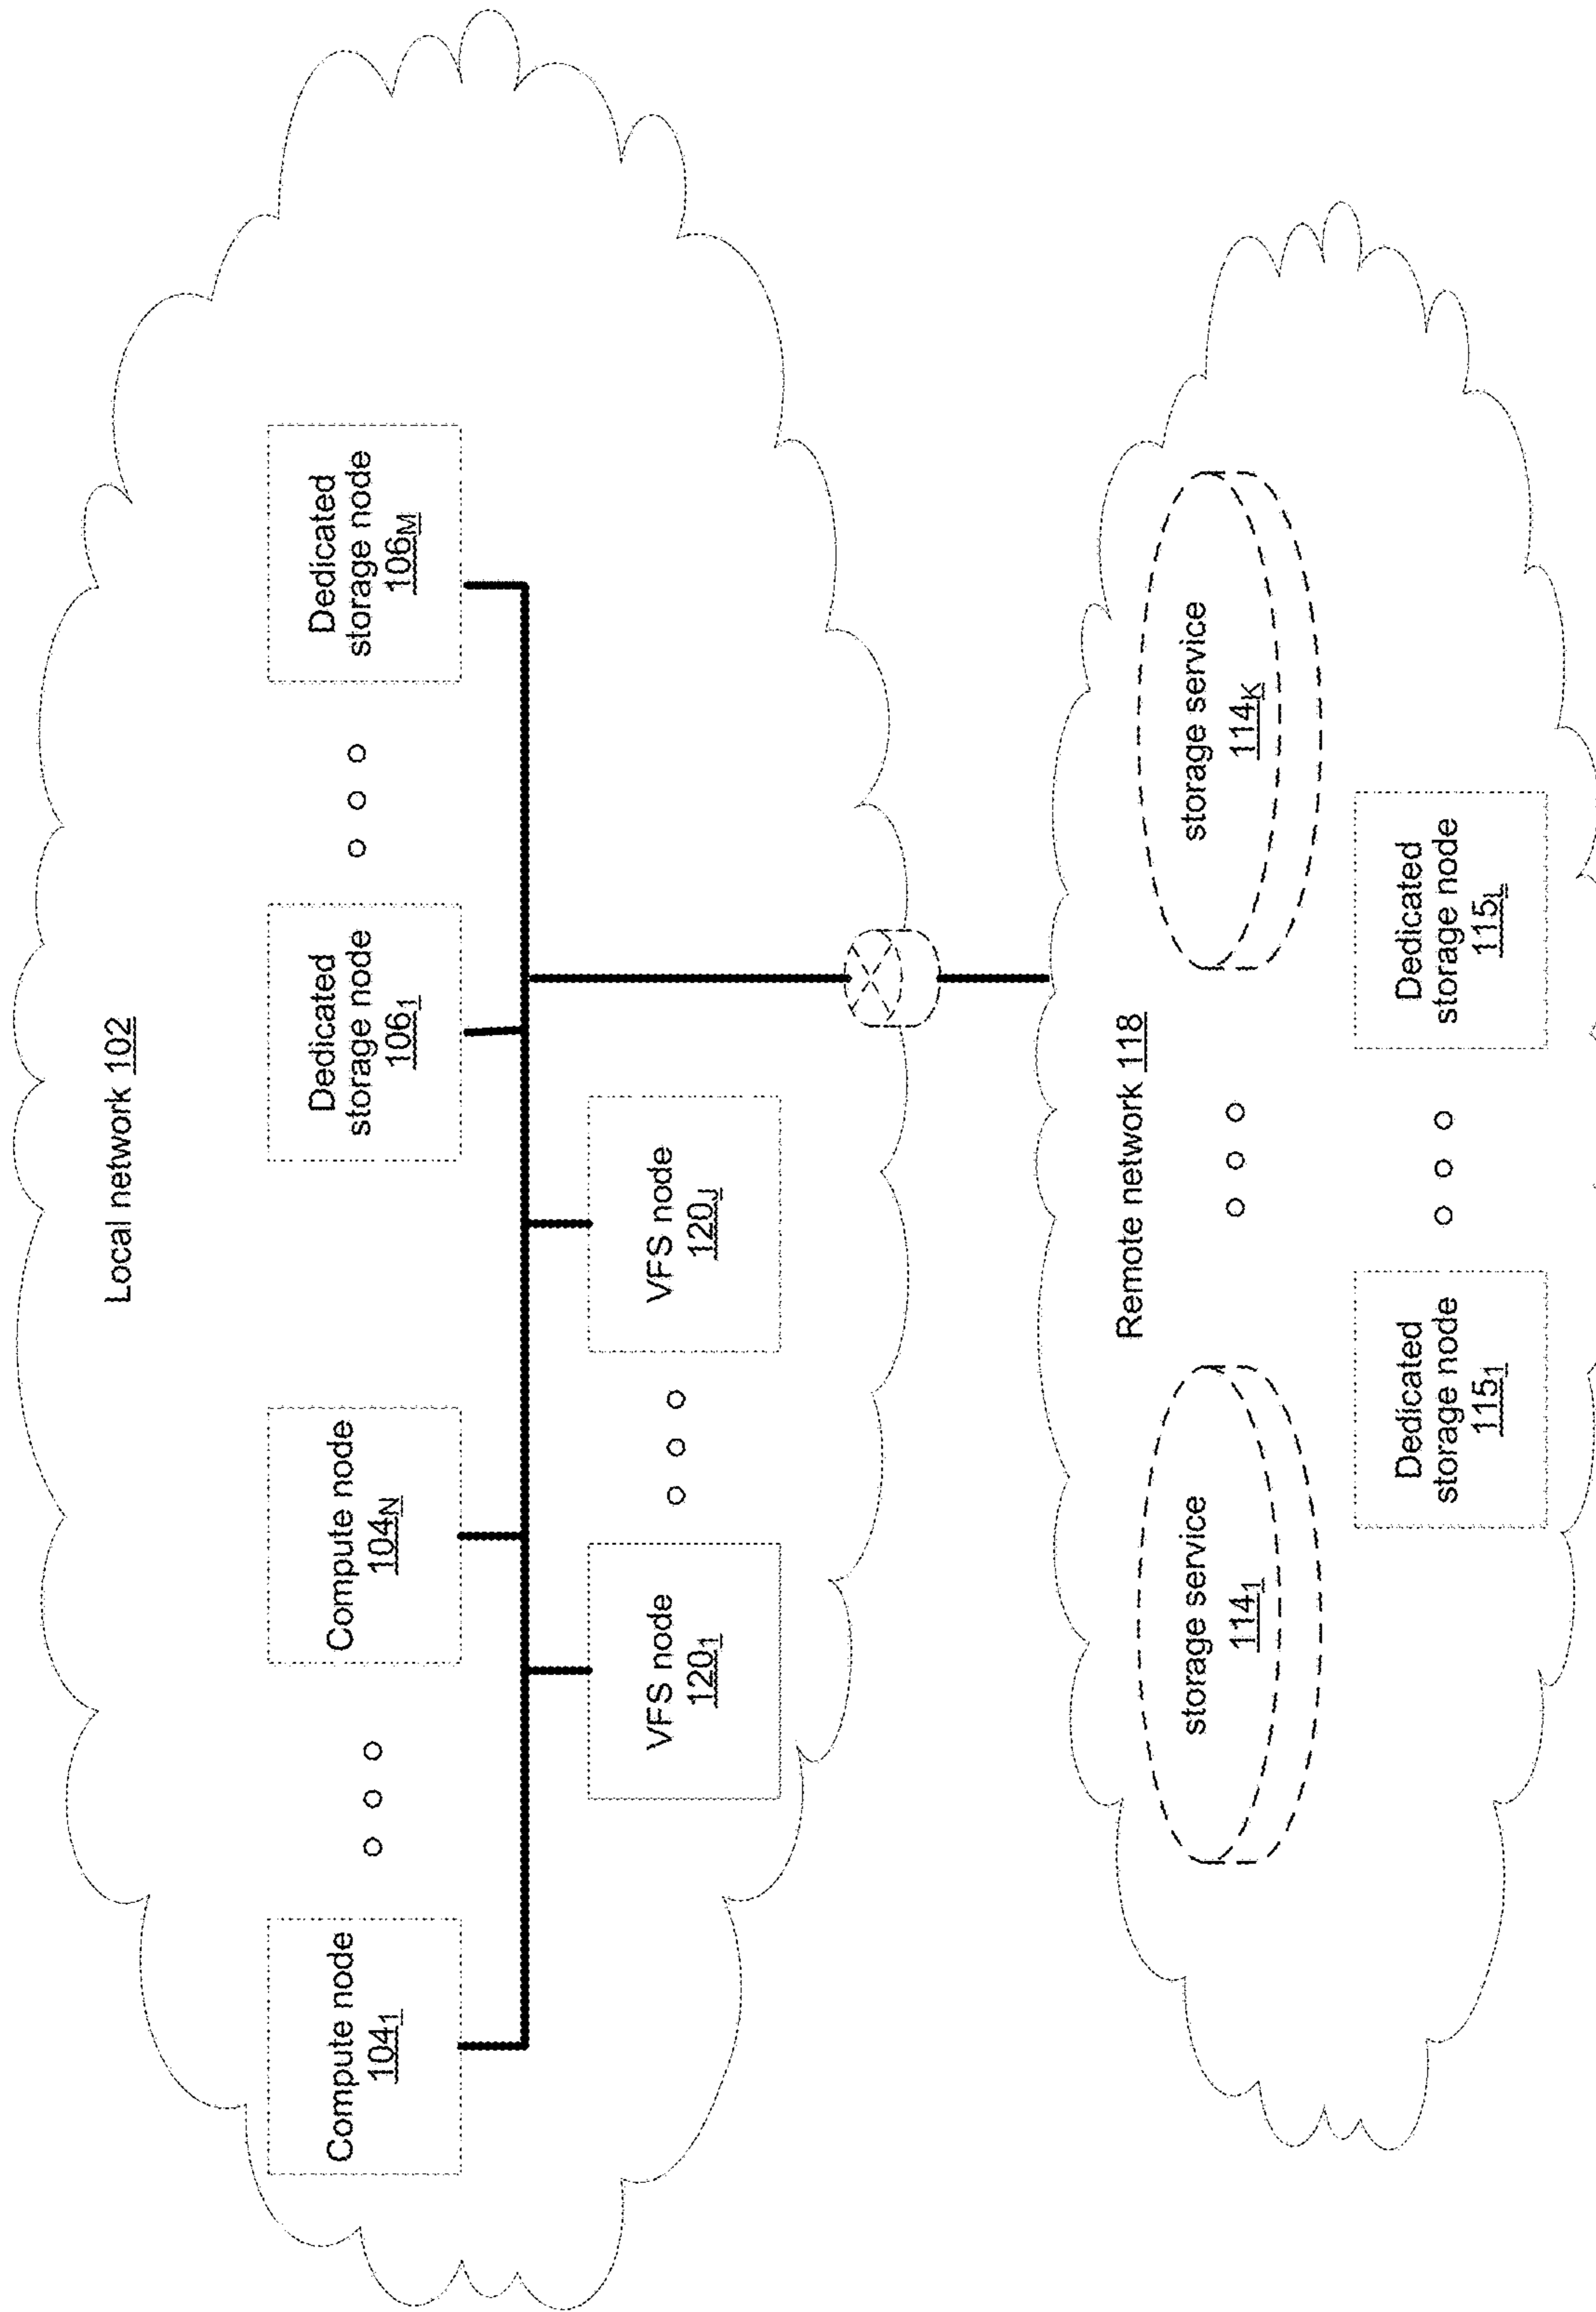 Local network 102
Compute node
104₁
Compute node
104N
Dedicated
storage node
106₁
Dedicated
storage node
106M
VFS node
120₁
VFS node
120J
Remote network 118
storage service
114₁
storage service
114K
Dedicated
storage node
115₁
Dedicated
storage node
115L